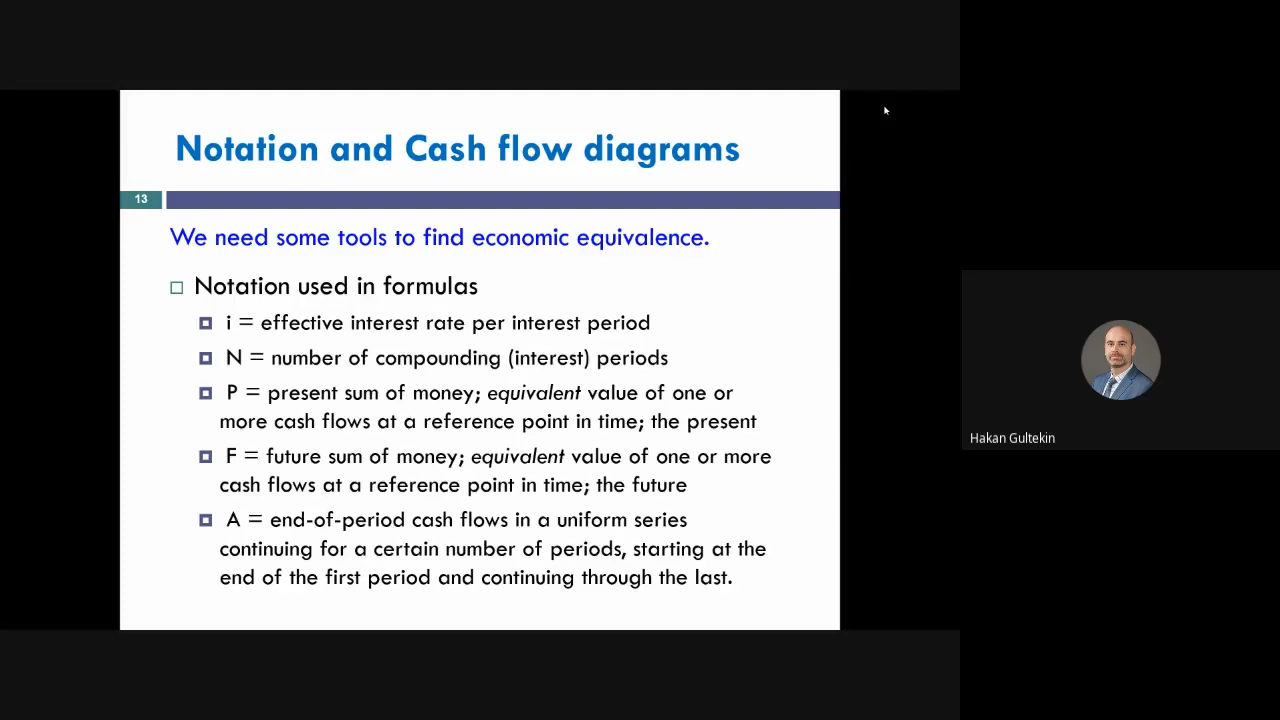 Notation and Cash flow diagrams
13
We need some tools to find economic equivalence.
Notation used in formulas
i = effective interest rate per interest period
N = number of compounding (interest) periods
P = present sum of money; equivalent value of one or
more cash flows at a reference point in time; the present
F = future sum of money; equivalent value of one or more
cash flows at a reference point in time; the future
A = end-of-period cash flows in a uniform series
continuing for a certain number of periods, starting at the
end of the first period and continuing through the last.
Hakan Gultekin